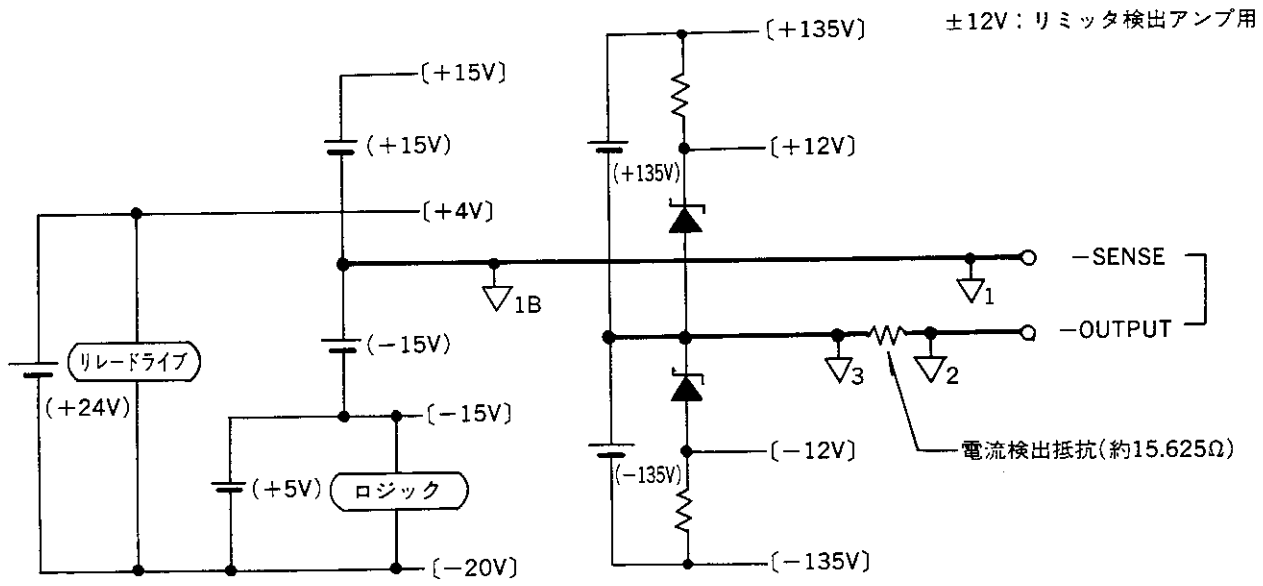 ±12V：リミッタ検出アンプ用
〔+135V〕
〔+15V〕
(+15V)
〔+12V〕
(+135V)
〔+4V〕
−SENSE
1B
1
−OUTPUT
(−15V)
リレードライブ
3
2
(+24V)
〔−15V〕
〔−12V〕
電流検出抵抗(約15.625Ω)
(−135V)
(+5V)
ロジック
〔−20V〕
〔−135V〕